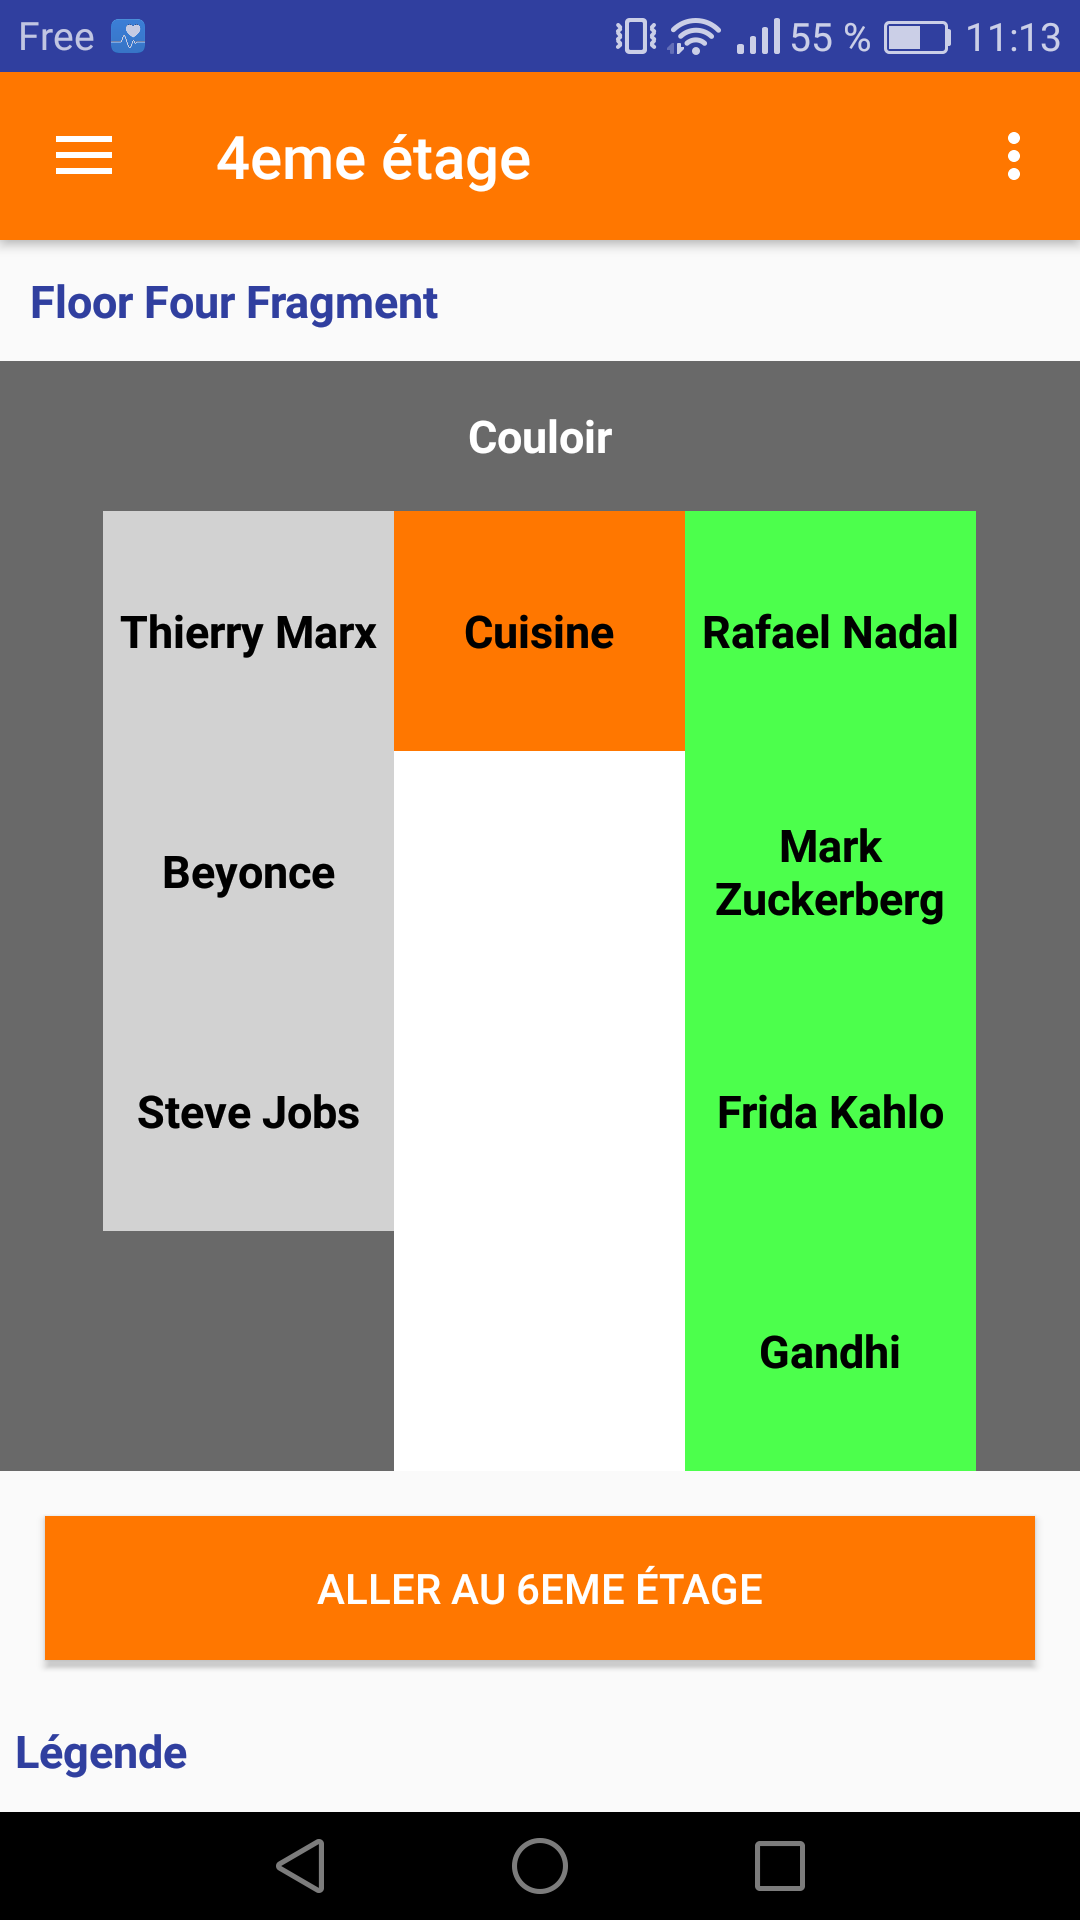 Free 55 % 11:13
4eme étage
Floor Four Fragment
Couloir
Thierry Marx Cuisine Rafael Nadal
Beyonce
Mark
Zuckerberg
Steve Jobs Frida Kahlo
Gandhi
ALLER AU 6EME ÉTAGE
Légende